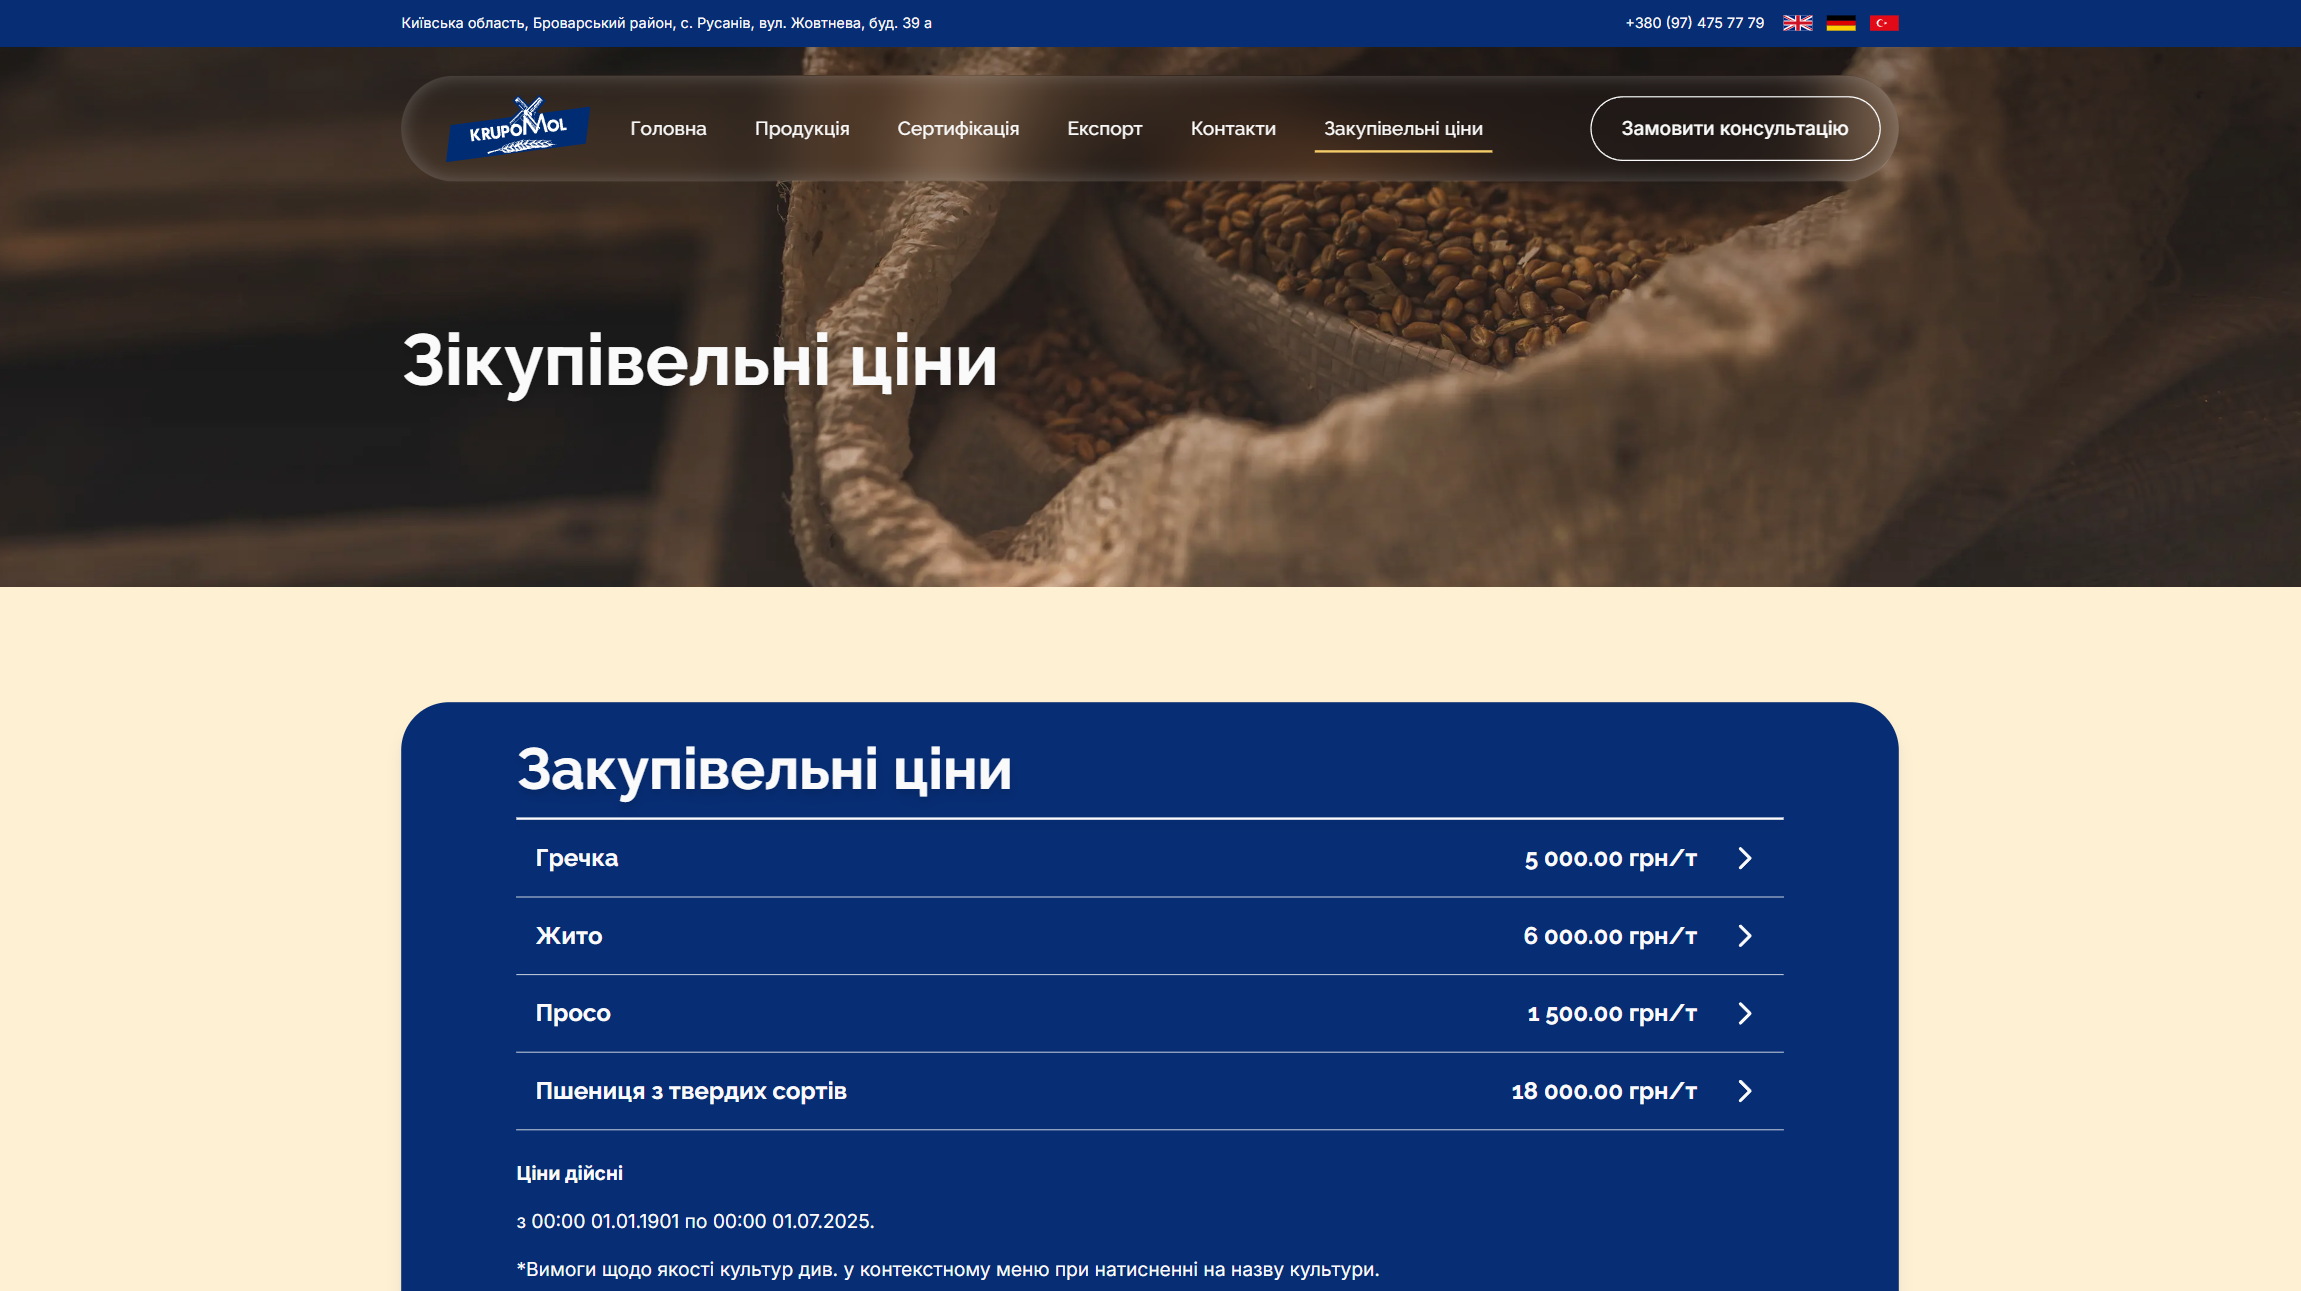 Київська область, Броварський район, с. Русанів, вул. Жовтнева, буд. 39 а
+380 (97) 475 77 79
KRUPOMOL
Головна
Продукція
Сертифікація
Експорт
Контакти
Закупівельні ціни
Замовити консультацію
Зікупівельні ціни
Закупівельні ціни
Гречка 5 000.00 грн/т
Жито 6 000.00 грн/т
Просо 1 500.00 грн/т
Пшениця з твердих сортів 18 000.00 грн/т
Ціни дійсні
з 00:00 01.01.1901 по 00:00 01.07.2025.
*Вимоги щодо якості культур див. у контекстному меню при натисненні на назву культури.